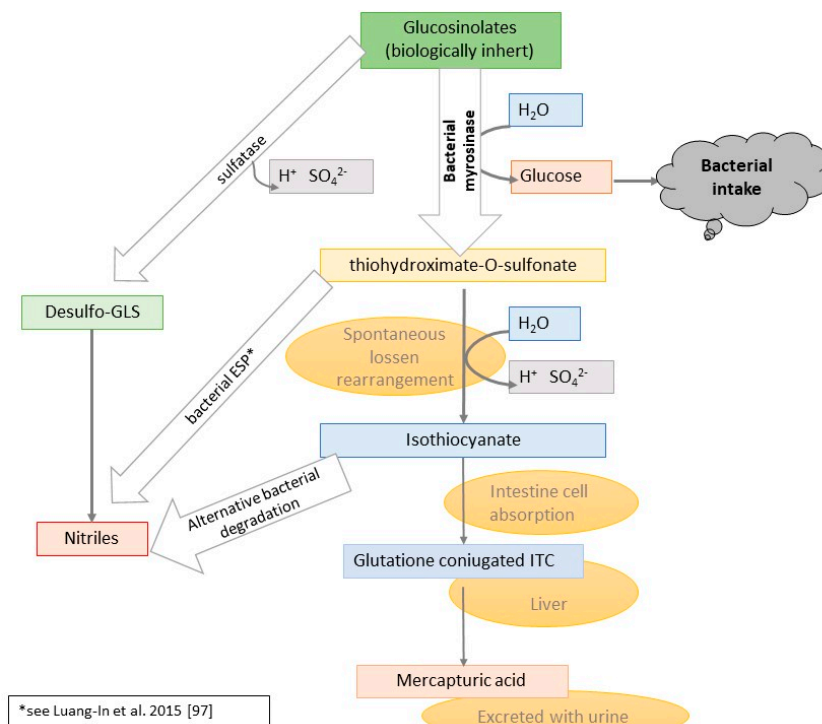 Glucosinolates
(biologically inhert)
H₂O
Bacterial
myrosinase
sulfatase
H⁺ SO₄²⁻
Glucose
Bacterial
intake
thiohydroximate-O-sulfonate
Desulfo-GLS
H₂O
Spontaneous
lossen
rearrangement
bacterial ESP*
H⁺ SO₄²⁻
Isothiocyanate
Alternative bacterial
degradation
Intestine cell
absorption
Nitriles
Glutatione coniugated ITC
Liver
Mercapturic acid
*see Luang-In et al. 2015 [97]
Excreted with urine